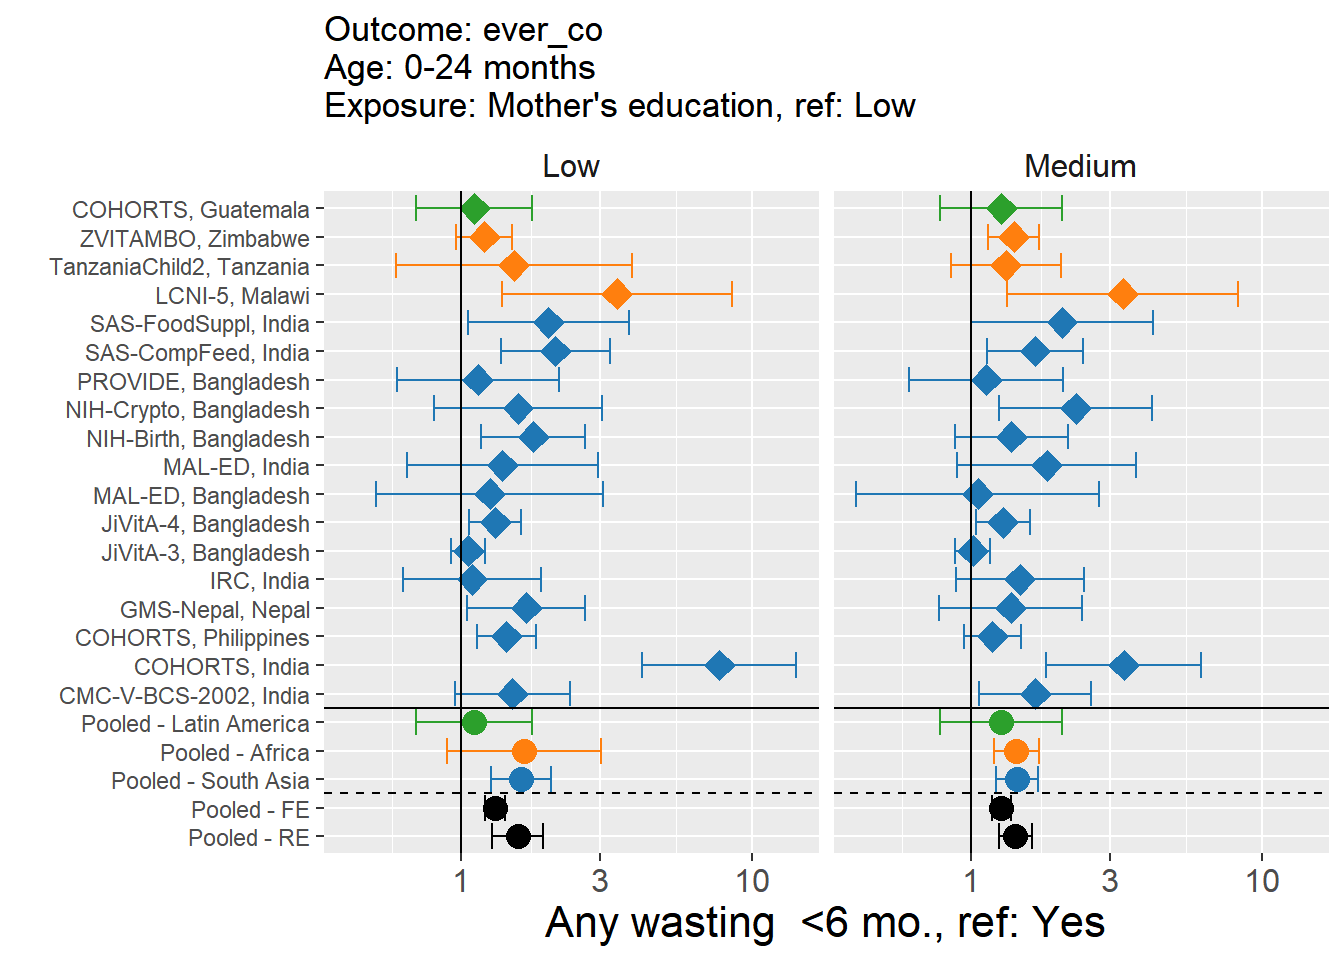 Outcome: ever_co
Age: 0-24 months
Exposure: Mother's education, ref: Low
Low
Medium
COHORTS, Guatemala
ZVITAMBO, Zimbabwe
TanzaniaChild2, Tanzania
LCNI-5, Malawi
SAS-FoodSuppl, India
SAS-CompFeed, India
PROVIDE, Bangladesh
NIH-Crypto, Bangladesh
NIH-Birth, Bangladesh
MAL-ED, India
MAL-ED, Bangladesh
JiVitA-4, Bangladesh
JiVitA-3, Bangladesh
IRC, India
GMS-Nepal, Nepal
COHORTS, Philippines
COHORTS, India
CMC-V-BCS-2002, India
Pooled - Latin America
Pooled - Africa
Pooled - South Asia
Pooled - FE
Pooled - RE
1 3 10
1 3 10
Any wasting  <6 mo., ref: Yes